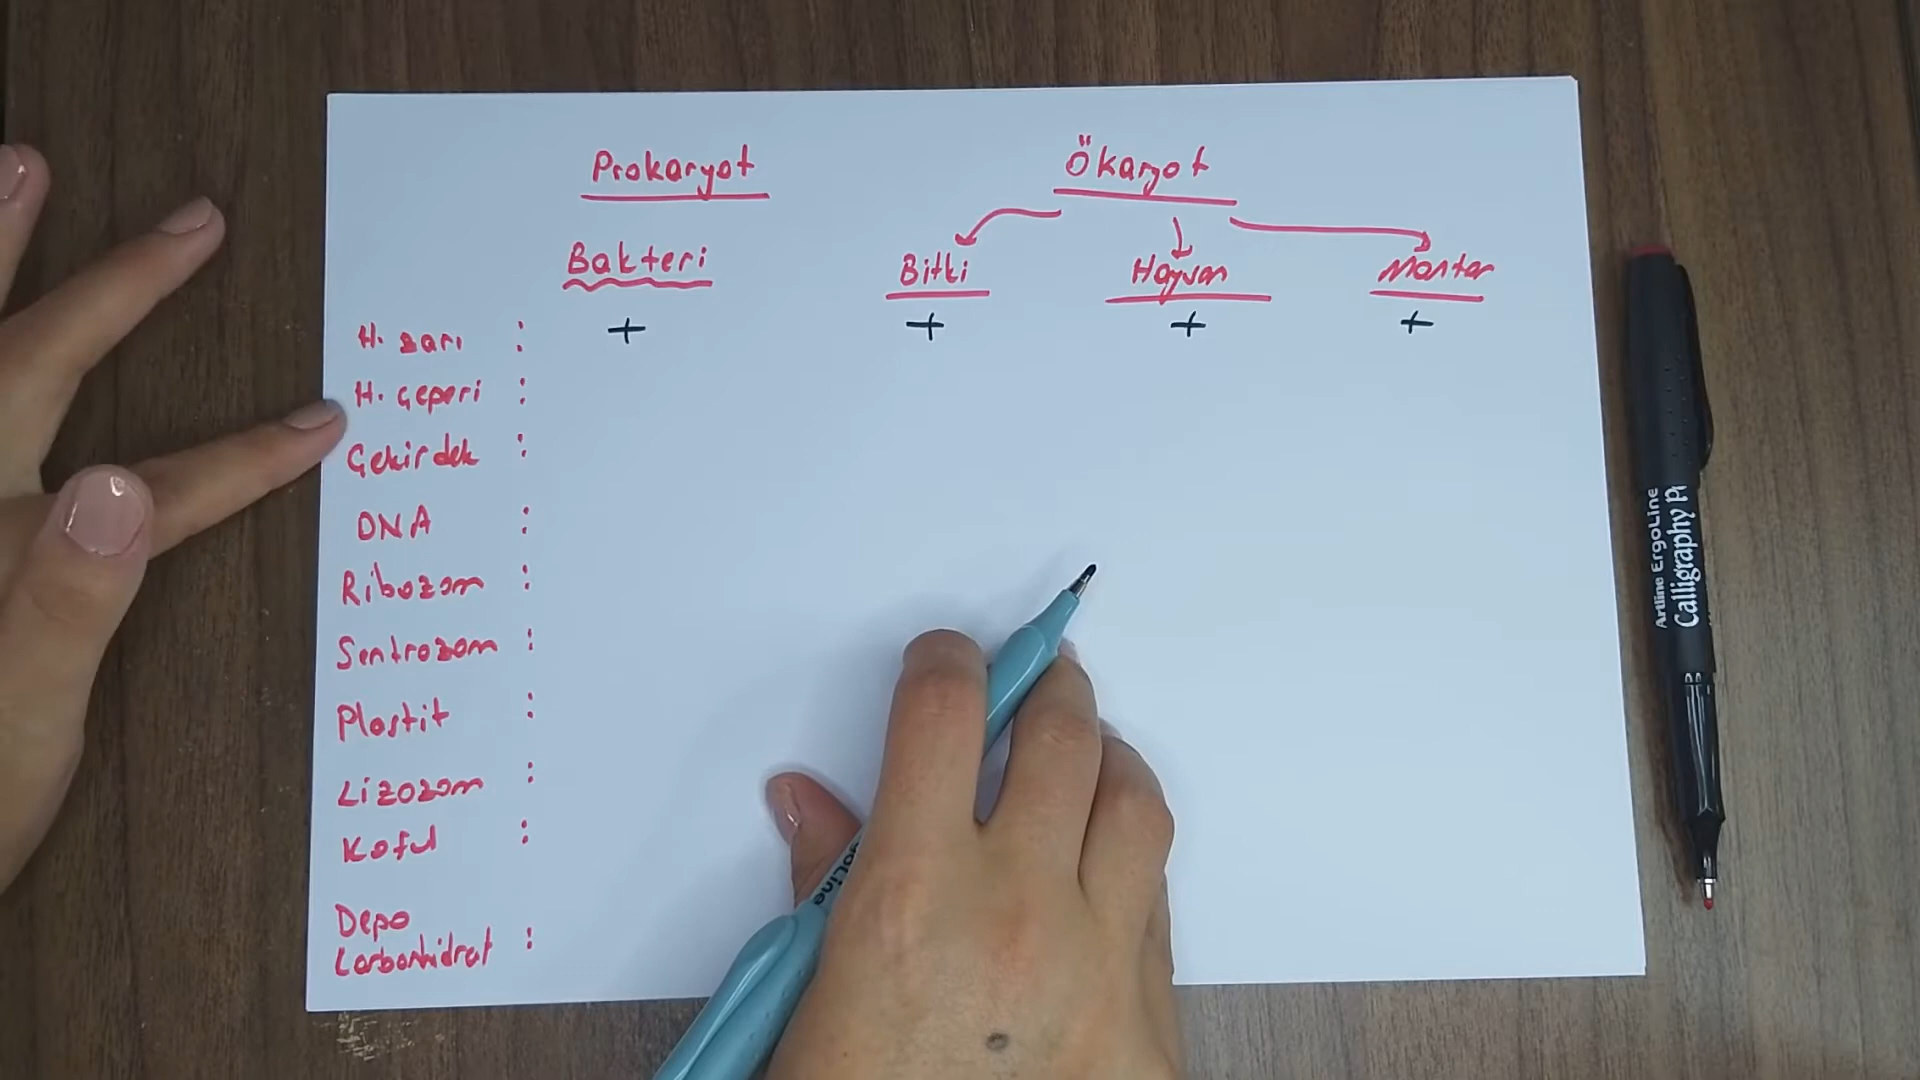 Prokaryot
Ökaryot
Bakteri
Bitki
Hayvan
Mantar
H. zarı : + + + +
H. çeperi :
Çekirdek :
DNA :
Ribozom :
Sentrozom :
Plastit :
Lizozom :
Koful :
Depo
karbonhidrat :
Artline ErgoLine
Calligraphy P
goLine